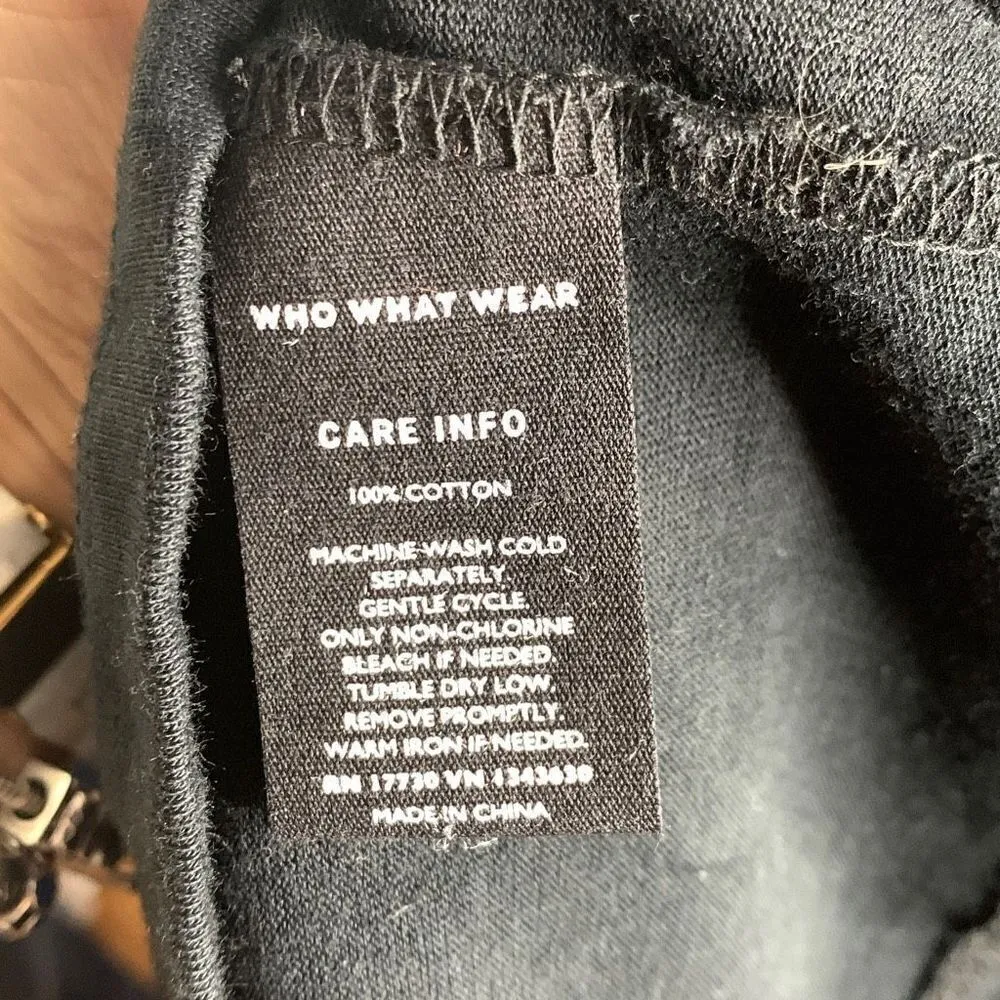 WHO WHAT WEAR
CARE INFO
100% COTTON
MACHINE WASH COLD
SEPARATELY.
GENTLE CYCLE.
ONLY NON-CHLORINE
BLEACH IF NEEDED.
TUMBLE DRY LOW.
REMOVE PROMPTLY.
WARM IRON IF NEEDED.
RN 17730 VN 4343630
MADE IN CHINA